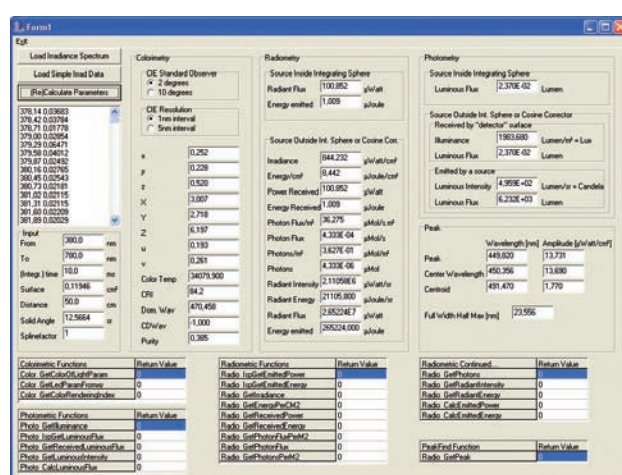 Form1
Exit
Load Irradiance Spectrum
Load Simple Irrad Data
(Re)Calculate Parameters
378,14 0,03683
378,42 0,03784
378,71 0,01778
379,00 0,02854
379,29 0,06471
379,58 0,04012
379,87 0,02492
380,16 0,02765
380,45 0,02543
380,73 0,02181
381,02 0,02115
381,31 0,02115
381,60 0,02209
381,89 0,02029
Input
From 380,0 nm
To 780,0 nm
(Integr.) time 10,0 ms
Surface 0,11946 cm²
Distance 50,0 cm
Solid Angle 12,5664 sr
Splinefactor 1
Colorimetry
CIE Standard Observer
2 degrees
10 degrees
CIE Resolution
1nm interval
5nm interval
x 0,252
y 0,228
z 0,520
X 3,007
Y 2,718
Z 6,197
u 0,193
v 0,261
Color Temp 34079,900
CRI 84,2
Dom. Wav 470,458
CDWav -1,000
Purity 0,385
Radiometry
Source Inside Integrating Sphere
Radiant Flux 100,852 µWatt
Energy emitted 1,009 µJoule
Source Outside Int. Sphere or Cosine Corr.
Irradiance 844,232 µWatt/cm²
Energy/cm² 8,442 µJoule/cm²
Power Received 100,852 µWatt
Energy Received 1,009 µJoule
Photon Flux/m² 36,275 µMol/s.m²
Photon Flux 4,333E-04 µMol/s
Photons/m² 3,627E-01 µMol/m²
Photons 4,333E-06 µMol
Radiant Intensity 2,11058E6 µWatt/sr
Radiant Energy 21105,800 µJoule/sr
Radiant Flux 2,65224E7 µWatt
Energy emitted 265224,000 µJoule
Photometry
Source Inside Integrating Sphere
Luminous Flux 2,370E-02 Lumen
Source Outside Int. Sphere or Cosine Corrector
Received by "detector" surface
Illuminance 1983,680 Lumen/m² = Lux
Luminous Flux 2,370E-02 Lumen
Emitted by a source
Luminous Intensity 4,959E+02 Lumen/sr = Candela
Luminous Flux 6,232E+03 Lumen
Peak
Wavelength [nm] Amplitude [µWatt/cm²]
Peak 449,820 13,731
Center Wavelength 450,356 13,690
Centroid 491,470 1,770
Full Width Half Max [nm] 23,556
Colorimetric Functions Return Value
Color GetColorOfLightParam 0
Color GetLedParamFromxy 0
Color GetColorRenderingIndex 0
Photometric Functions Return Value
Photo GetIlluminance 0
Photo IspGetLuminousFlux 0
Photo GetReceivedLuminousFlux 0
Photo GetLuminousIntensity 0
Photo CalcLuminousFlux 0
Radiometric Functions Return Value
Radio IspGetEmittedPower 0
Radio IspGetEmittedEnergy 0
Radio GetIrradiance 0
Radio GetEnergyPerCM2 0
Radio GetReceivedPower 0
Radio GetReceivedEnergy 0
Radio GetPhotonFluxPerM2 0
Radio GetPhotonFlux 0
Radio GetPhotonsPerM2 0
Radiometric Continued... Return Value
Radio GetPhotons 0
Radio GetRadiantIntensity 0
Radio GetRadiantEnergy 0
Radio CalcEmittedPower 0
Radio CalcEmittedEnergy 0
PeakFind Function Return Value
Radio GetPeak 0